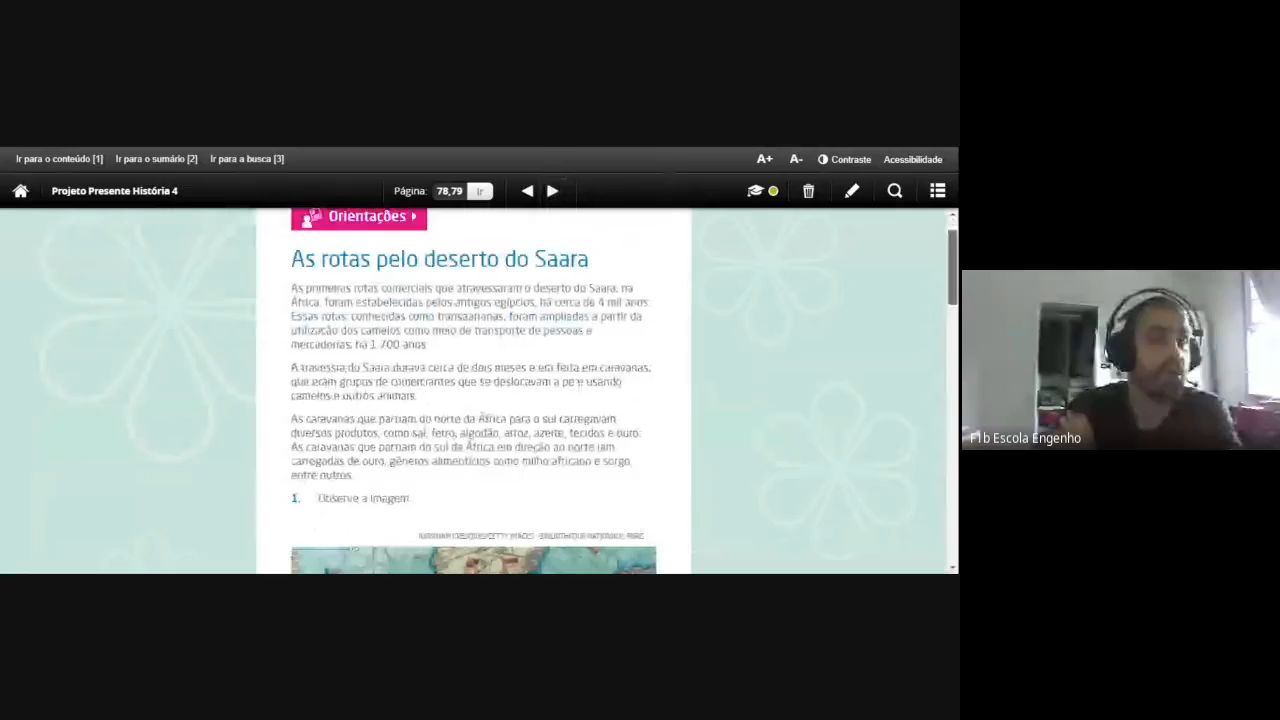 Ir para o conteúdo [1] Ir para o sumário [2] Ir para a busca [3] A+ A- Contraste Acessibilidade
Projeto Presente História 4 Página: 78,79 Ir
Orientações
As rotas pelo deserto do Saara
As primeiras rotas comerciais que atravessaram o deserto do Saara, na
África, foram estabelecidas pelos antigos egípcios, há cerca de 4 mil anos.
Essas rotas, conhecidas como transaarianas, foram ampliadas a partir da
utilização dos camelos como meio de transporte de pessoas e
mercadorias, há 1 700 anos.
A travessia do Saara durava cerca de dois meses e era feita em caravanas,
que eram grupos de comerciantes que se deslocavam a pé e usando
camelos e outros animais.
As caravanas que partiam do norte da África para o sul carregavam
diversos produtos, como sal, ferro, algodão, arroz, azeite, tecidos e ouro.
As caravanas que partiam do sul da África em direção ao norte iam
carregadas de ouro, gêneros alimentícios como milho africano e sorgo,
entre outros.
1. Observe a imagem.
F1b Escola Engenho